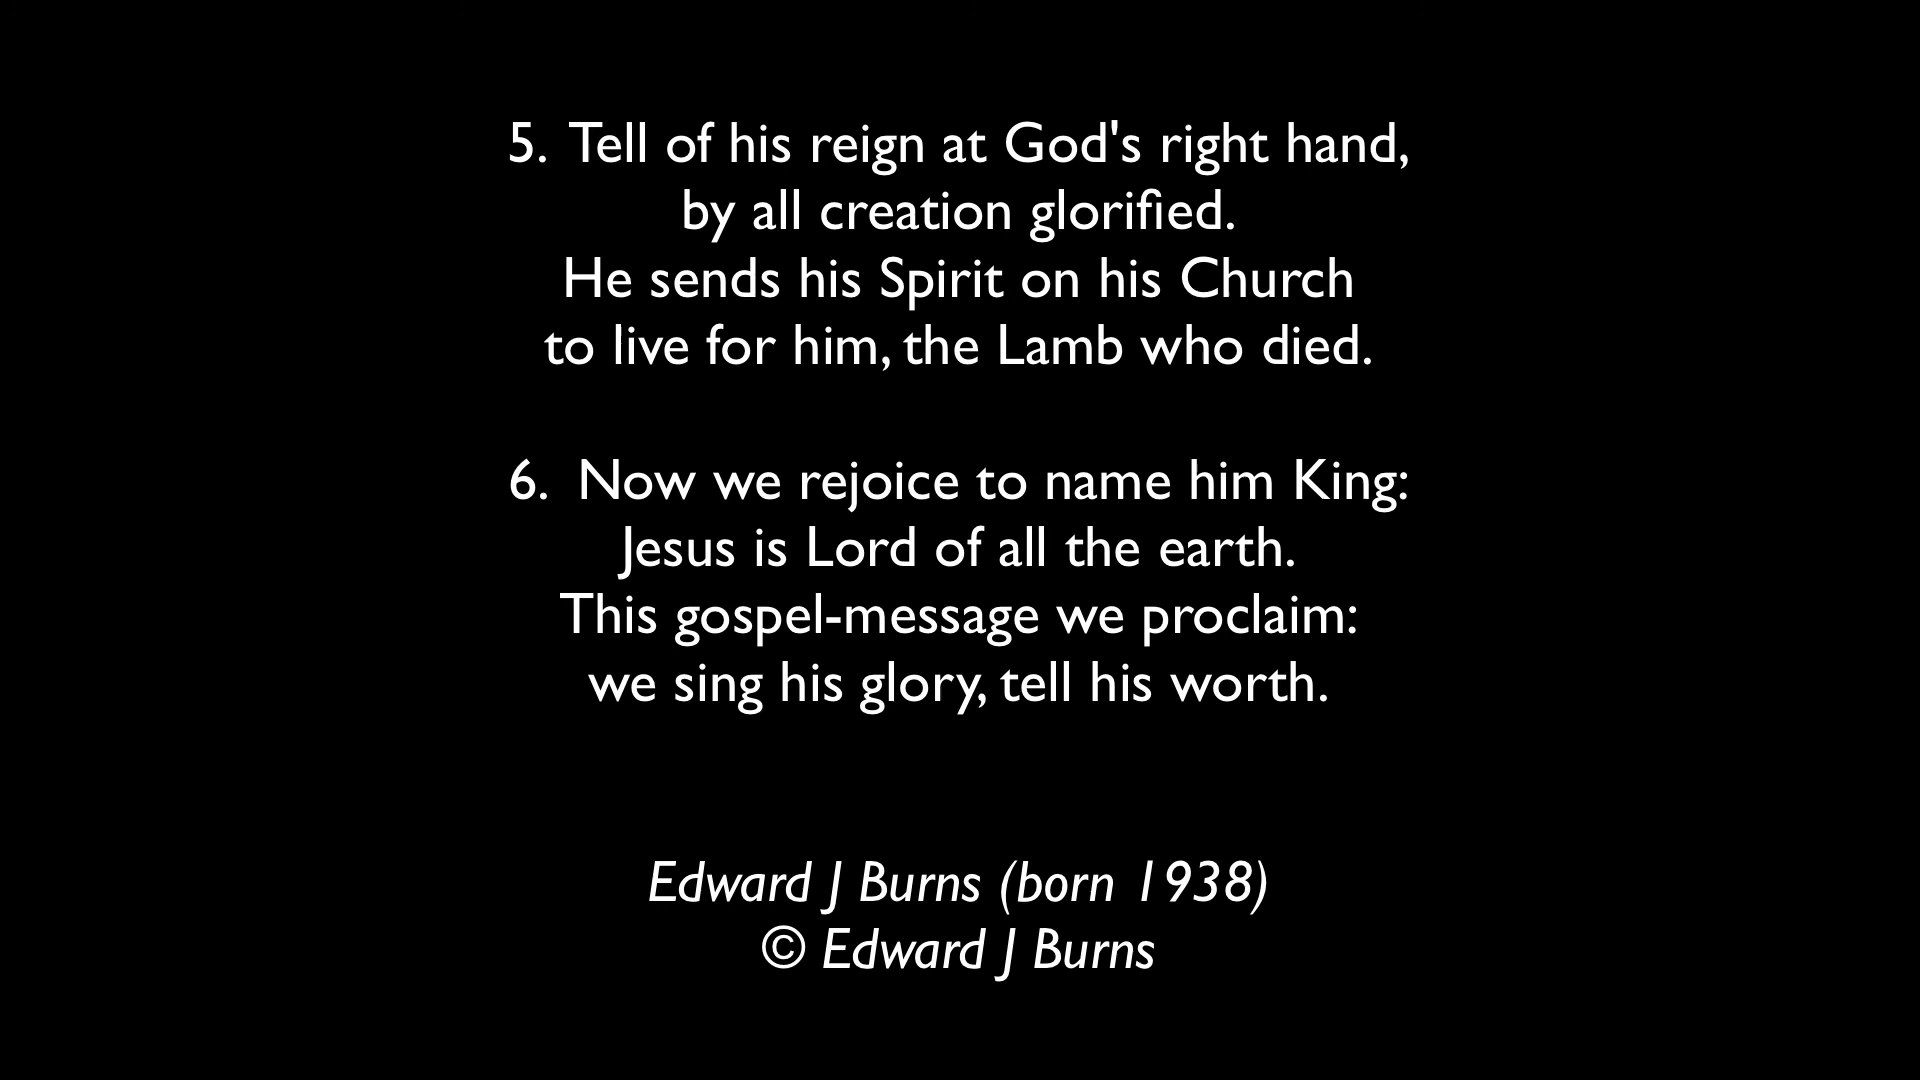 5. Tell of his reign at God's right hand,
by all creation glorified.
He sends his Spirit on his Church
to live for him, the Lamb who died.
6. Now we rejoice to name him King:
Jesus is Lord of all the earth.
This gospel-message we proclaim:
we sing his glory, tell his worth.
Edward J Burns (born 1938)
© Edward J Burns